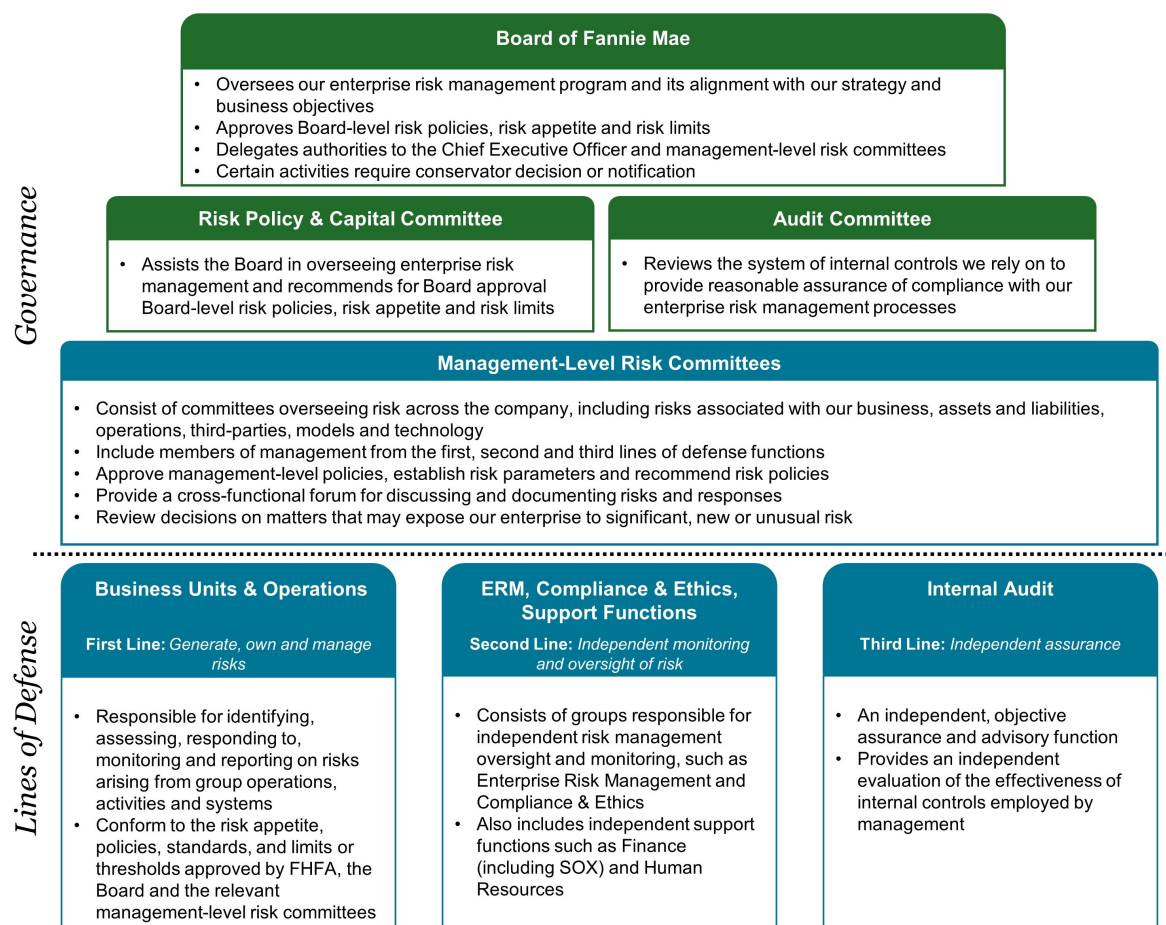 Governance
Board of Fannie Mae
• Oversees our enterprise risk management program and its alignment with our strategy and
business objectives
• Approves Board-level risk policies, risk appetite and risk limits
• Delegates authorities to the Chief Executive Officer and management-level risk committees
• Certain activities require conservator decision or notification
Risk Policy & Capital Committee
• Assists the Board in overseeing enterprise risk
management and recommends for Board approval
Board-level risk policies, risk appetite and risk limits
Audit Committee
• Reviews the system of internal controls we rely on to
provide reasonable assurance of compliance with our
enterprise risk management processes
Management-Level Risk Committees
• Consist of committees overseeing risk across the company, including risks associated with our business, assets and liabilities,
operations, third-parties, models and technology
• Include members of management from the first, second and third lines of defense functions
• Approve management-level policies, establish risk parameters and recommend risk policies
• Provide a cross-functional forum for discussing and documenting risks and responses
• Review decisions on matters that may expose our enterprise to significant, new or unusual risk
Lines of Defense
Business Units & Operations
First Line: Generate, own and manage
risks
• Responsible for identifying,
assessing, responding to,
monitoring and reporting on risks
arising from group operations,
activities and systems
• Conform to the risk appetite,
policies, standards, and limits or
thresholds approved by FHFA, the
Board and the relevant
management-level risk committees
ERM, Compliance & Ethics,
Support Functions
Second Line: Independent monitoring
and oversight of risk
• Consists of groups responsible for
independent risk management
oversight and monitoring, such as
Enterprise Risk Management and
Compliance & Ethics
• Also includes independent support
functions such as Finance
(including SOX) and Human
Resources
Internal Audit
Third Line: Independent assurance
• An independent, objective
assurance and advisory function
• Provides an independent
evaluation of the effectiveness of
internal controls employed by
management